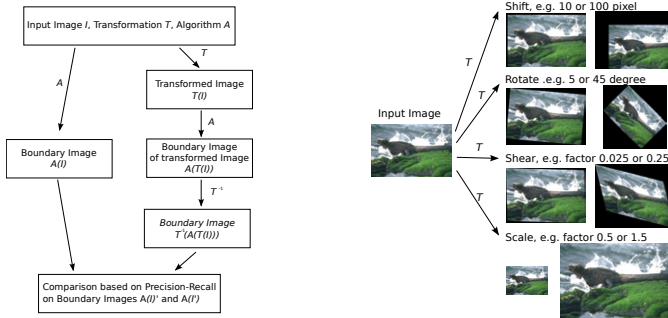 Input Image I, Transformation T, Algorithm A
T
A
Transformed Image
T(I)
A
Boundary Image
A(I)
Boundary Image
of transformed Image
A(T(I))
T⁻¹
Boundary Image
T⁻¹(A(T(I)))
Comparison based on Precision-Recall
on Boundary Images A(I)' and A(I')
Shift, e.g. 10 or 100 pixel
T
Rotate .e.g. 5 or 45 degree
T
Input Image
T
Shear, e.g. factor 0.025 or 0.25
T
Scale, e.g. factor 0.5 or 1.5